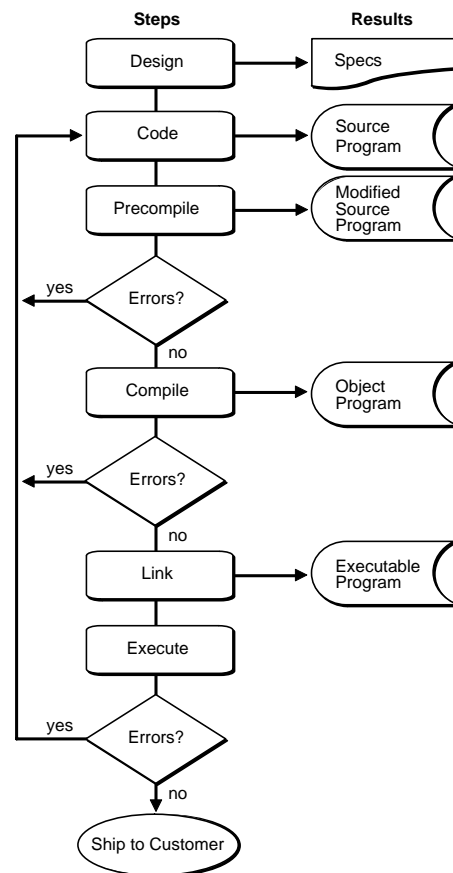 Steps
Results
Design
Specs
Code
Source
Program
Precompile
Modified
Source
Program
yes
Errors?
no
Compile
Object
Program
yes
Errors?
no
Link
Executable
Program
Execute
yes
Errors?
no
Ship to Customer